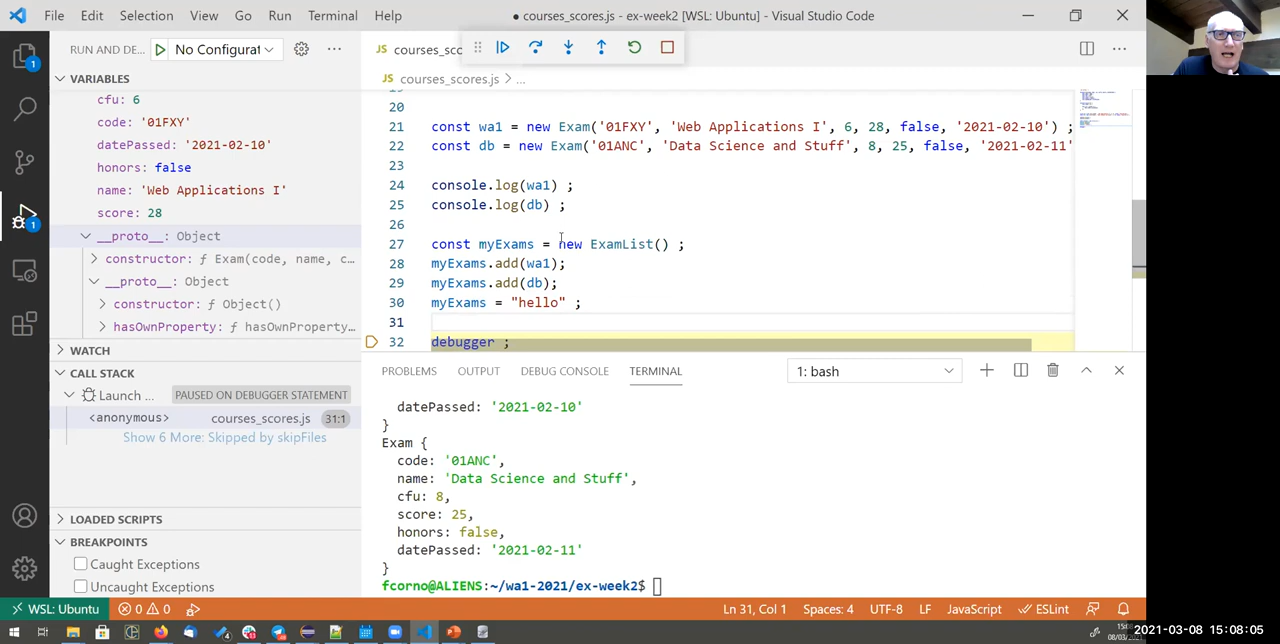 File Edit Selection View Go Run Terminal Help ● courses_scores.js - ex-week2 [WSL: Ubuntu] - Visual Studio Code
RUN AND DE... No Configurat
JS courses_scc
VARIABLES
JS courses_scores.js > ...
cfu: 6
code: '01FXY'
datePassed: '2021-02-10'
honors: false
name: 'Web Applications I'
score: 28
__proto__: Object
constructor: ƒ Exam(code, name, c...
__proto__: Object
constructor: ƒ Object()
hasOwnProperty: ƒ hasOwnProperty...
WATCH
CALL STACK
Launch ... PAUSED ON DEBUGGER STATEMENT
<anonymous> courses_scores.js 31:1
Show 6 More: Skipped by skipFiles
LOADED SCRIPTS
BREAKPOINTS
Caught Exceptions
Uncaught Exceptions
20
21 const wa1 = new Exam('01FXY', 'Web Applications I', 6, 28, false, '2021-02-10') ;
22 const db = new Exam('01ANC', 'Data Science and Stuff', 8, 25, false, '2021-02-11'
23
24 console.log(wa1) ;
25 console.log(db) ;
26
27 const myExams = new ExamList() ;
28 myExams.add(wa1);
29 myExams.add(db);
30 myExams = "hello" ;
31
32 debugger ;
PROBLEMS OUTPUT DEBUG CONSOLE TERMINAL 1: bash
datePassed: '2021-02-10'
}
Exam {
code: '01ANC',
name: 'Data Science and Stuff',
cfu: 8,
score: 25,
honors: false,
datePassed: '2021-02-11'
}
fcorno@ALIENS:~/wa1-2021/ex-week2$
WSL: Ubuntu 0 0 Ln 31, Col 1 Spaces: 4 UTF-8 LF JavaScript ESLint
2021-03-08 15:08:05